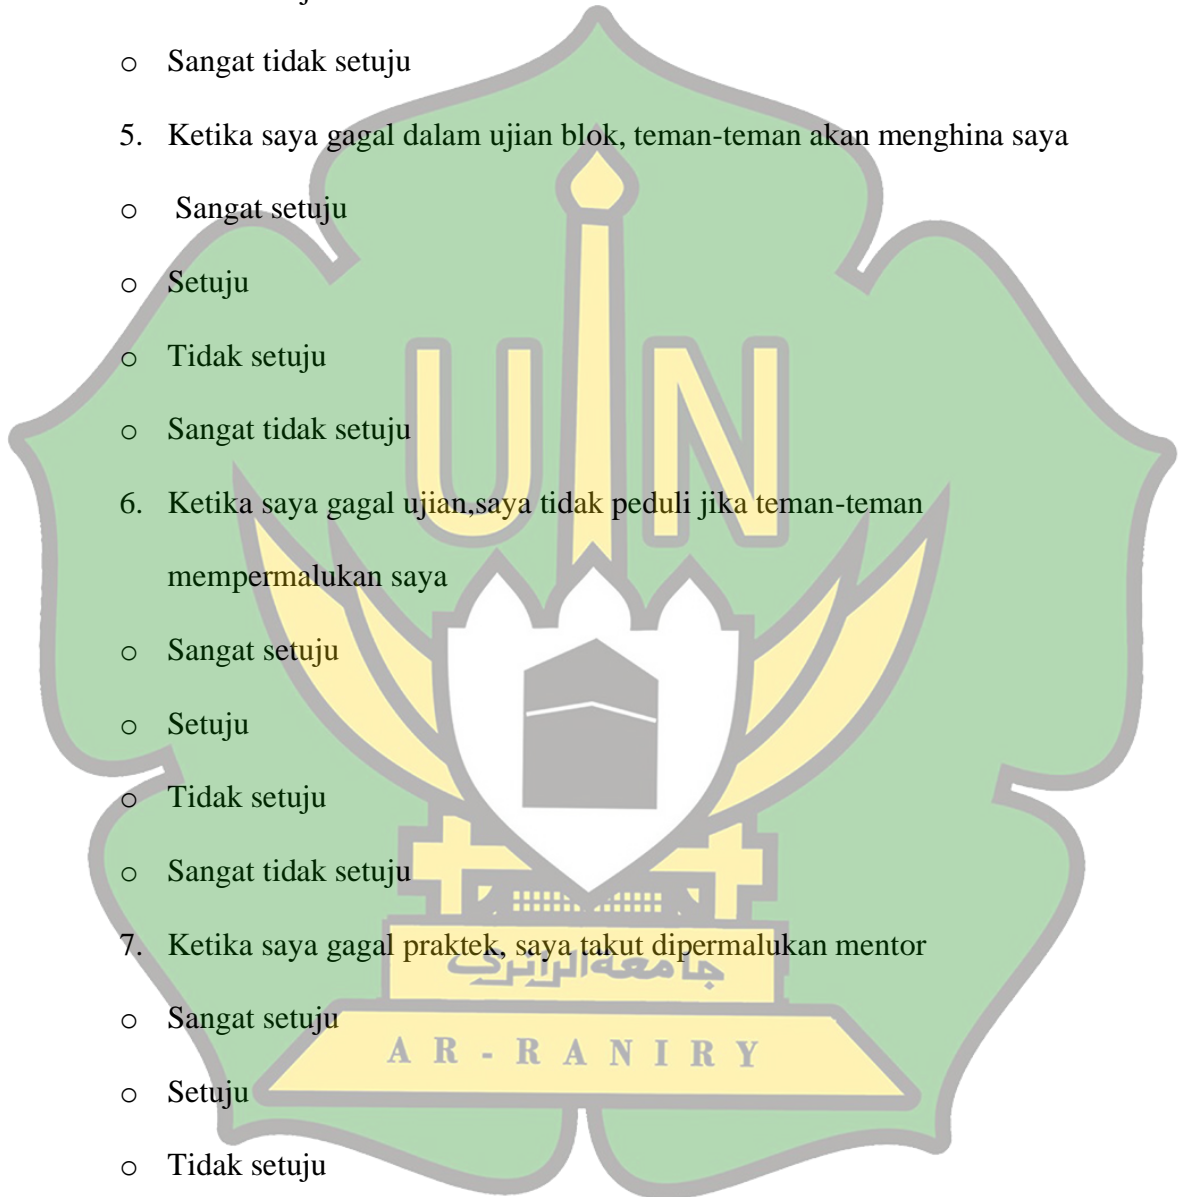 o Sangat tidak setuju
5. Ketika saya gagal dalam ujian blok, teman-teman akan menghina saya
o Sangat setuju
o Setuju
o Tidak setuju
o Sangat tidak setuju
6. Ketika saya gagal ujian,saya tidak peduli jika teman-teman
mempermalukan saya
o Sangat setuju
o Setuju
o Tidak setuju
o Sangat tidak setuju
7. Ketika saya gagal praktek, saya takut dipermalukan mentor
o Sangat setuju
o Setuju
o Tidak setuju
UIN
جامعة الرانري
AR-RANIRY